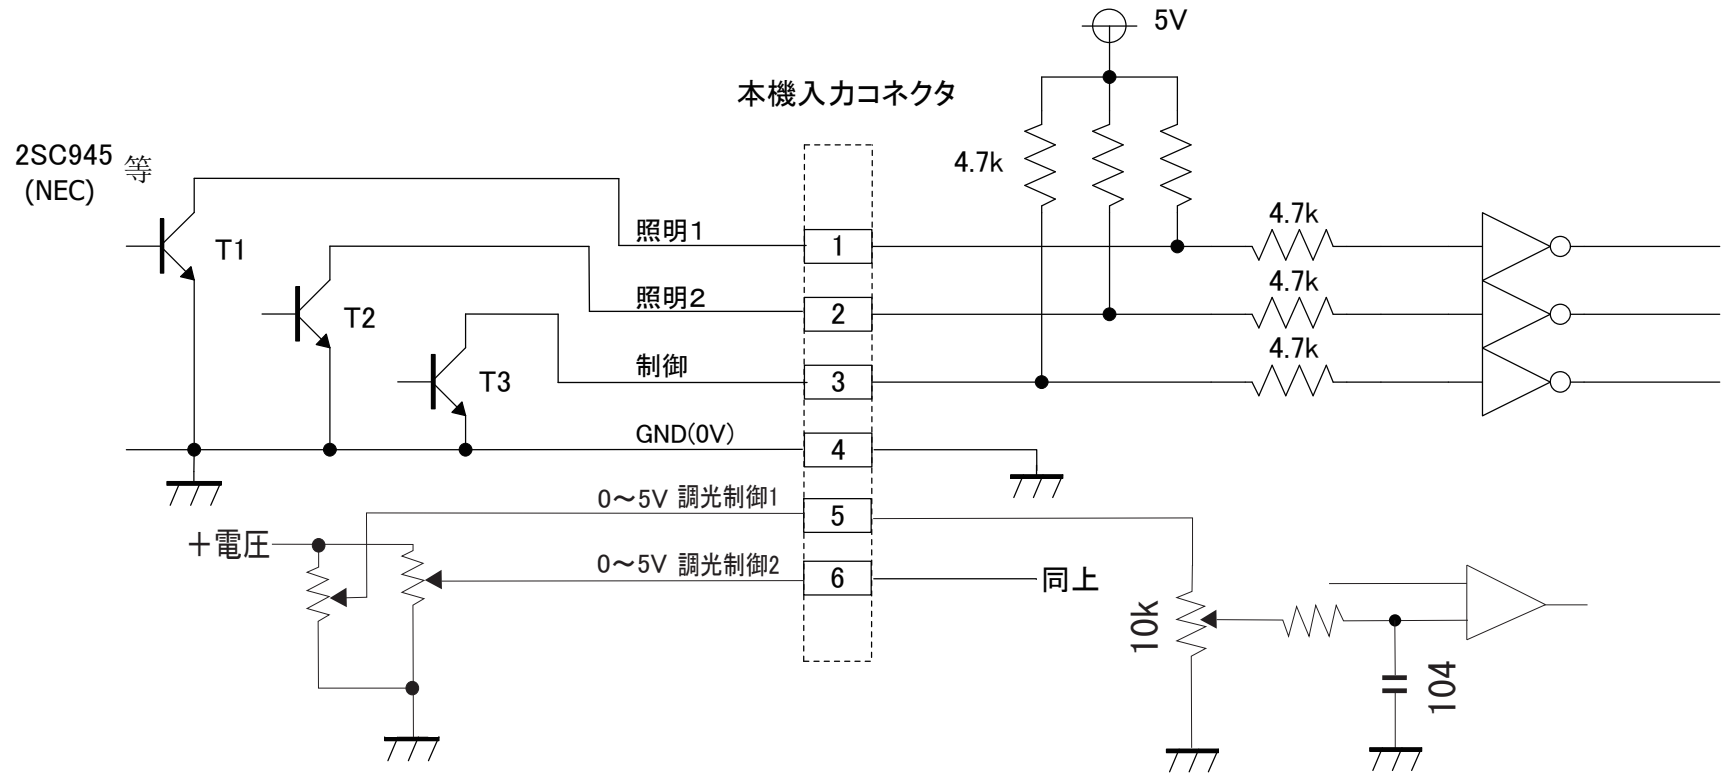 5V
本機入力コネクタ
2SC945 等
(NEC)
4.7k
T1
照明1
1
4.7k
T2
照明2
2
4.7k
T3
制御
3
4.7k
GND(0V)
4
0～5V 調光制御1
5
＋電圧
0～5V 調光制御2
6
同上
10k
104